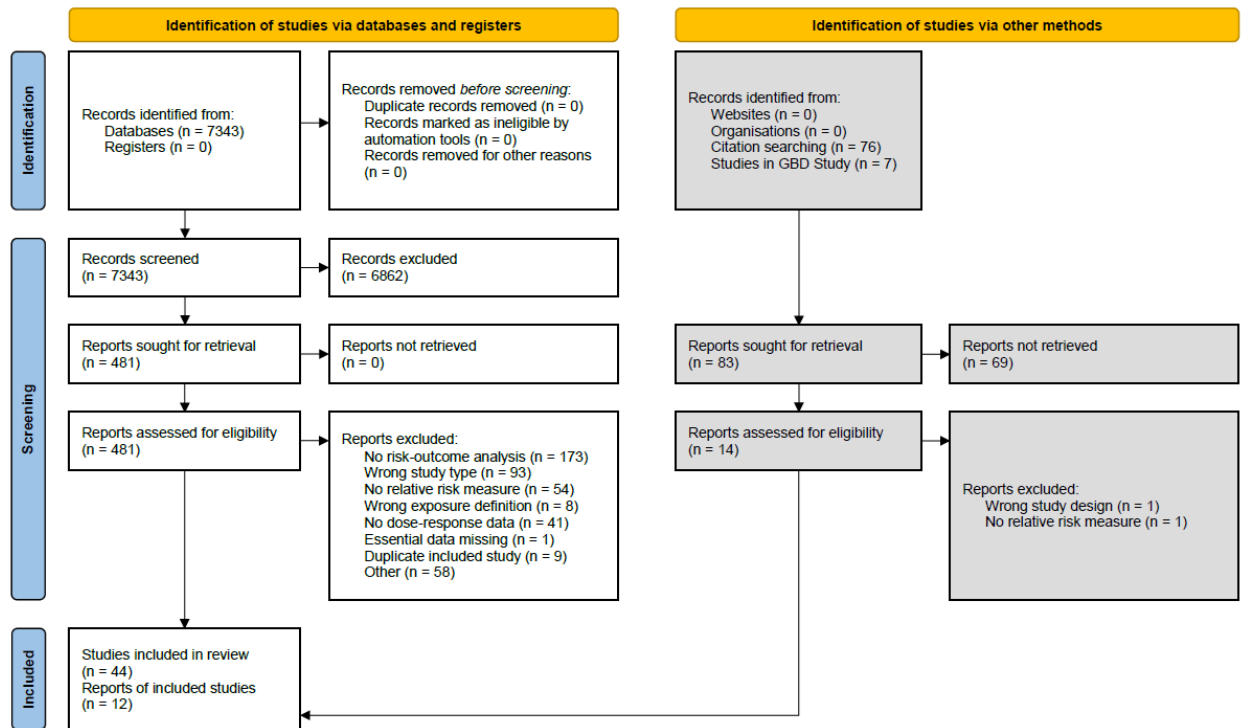 Identification of studies via databases and registers
Identification of studies via other methods
Identification
Records identified from:
Databases (n = 7343)
Registers (n = 0)
Records removed before screening:
Duplicate records removed (n = 0)
Records marked as ineligible by
automation tools (n = 0)
Records removed for other reasons
(n = 0)
Records identified from:
Websites (n = 0)
Organisations (n = 0)
Citation searching (n = 76)
Studies in GBD Study (n = 7)
Screening
Records screened
(n = 7343)
Records excluded
(n = 6862)
Reports sought for retrieval
(n = 481)
Reports not retrieved
(n = 0)
Reports sought for retrieval
(n = 83)
Reports not retrieved
(n = 69)
Reports assessed for eligibility
(n = 481)
Reports excluded:
No risk-outcome analysis (n = 173)
Wrong study type (n = 93)
No relative risk measure (n = 54)
Wrong exposure definition (n = 8)
No dose-response data (n = 41)
Essential data missing (n = 1)
Duplicate included study (n = 9)
Other (n = 58)
Reports assessed for eligibility
(n = 14)
Reports excluded:
Wrong study design (n = 1)
No relative risk measure (n = 1)
Included
Studies included in review
(n = 44)
Reports of included studies
(n = 12)